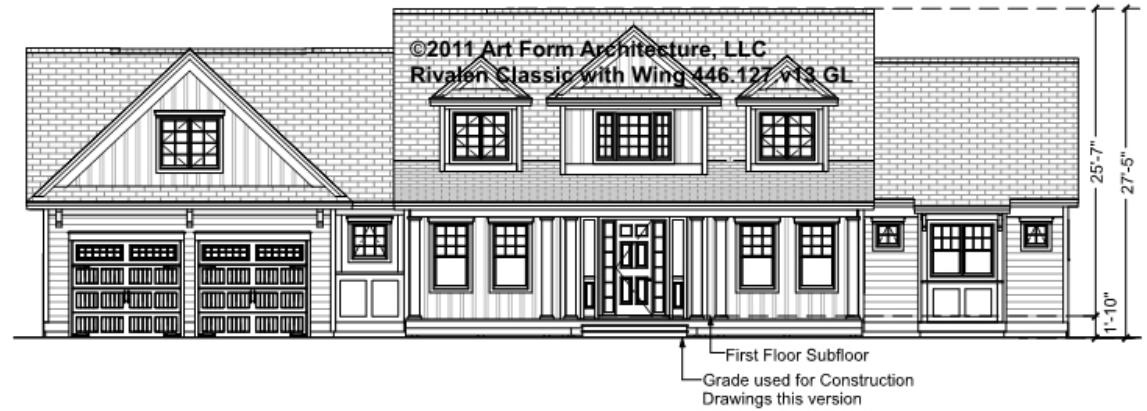 ©2011 Art Form Architecture, LLC
Rivalen Classic with Wing 446.127 v13 GL
25'-7"
27'-5"
1'-10"
First Floor Subfloor
Grade used for Construction
Drawings this version